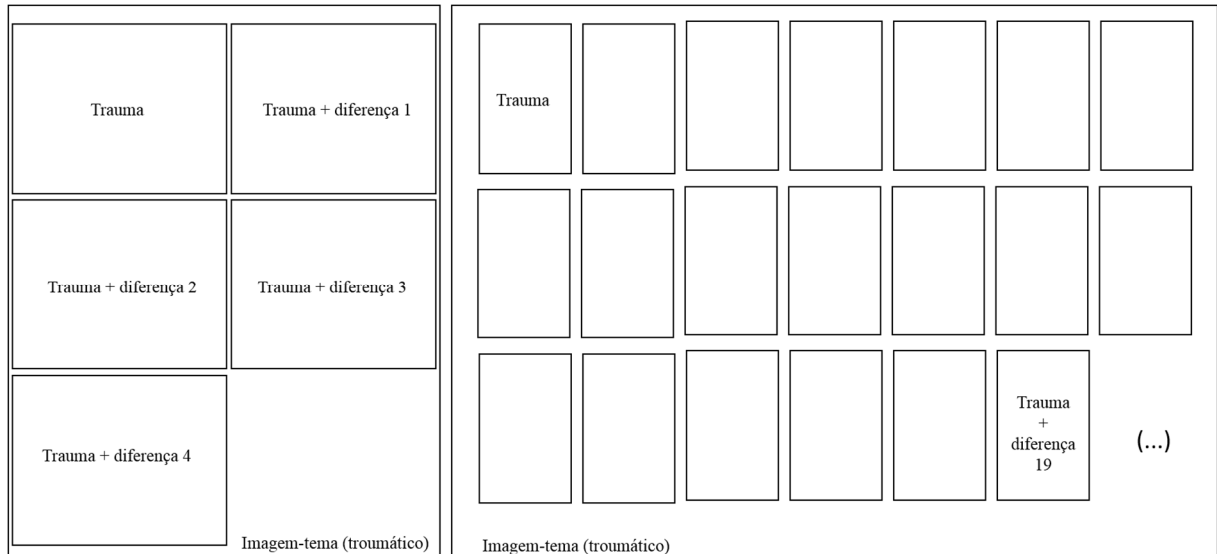 Trauma
Trauma + diferença 1
Trauma + diferença 2
Trauma + diferença 3
Trauma + diferença 4
Imagem-tema (troumático)
Trauma
Trauma
+
diferença
19
(...)
Imagem-tema (troumático)